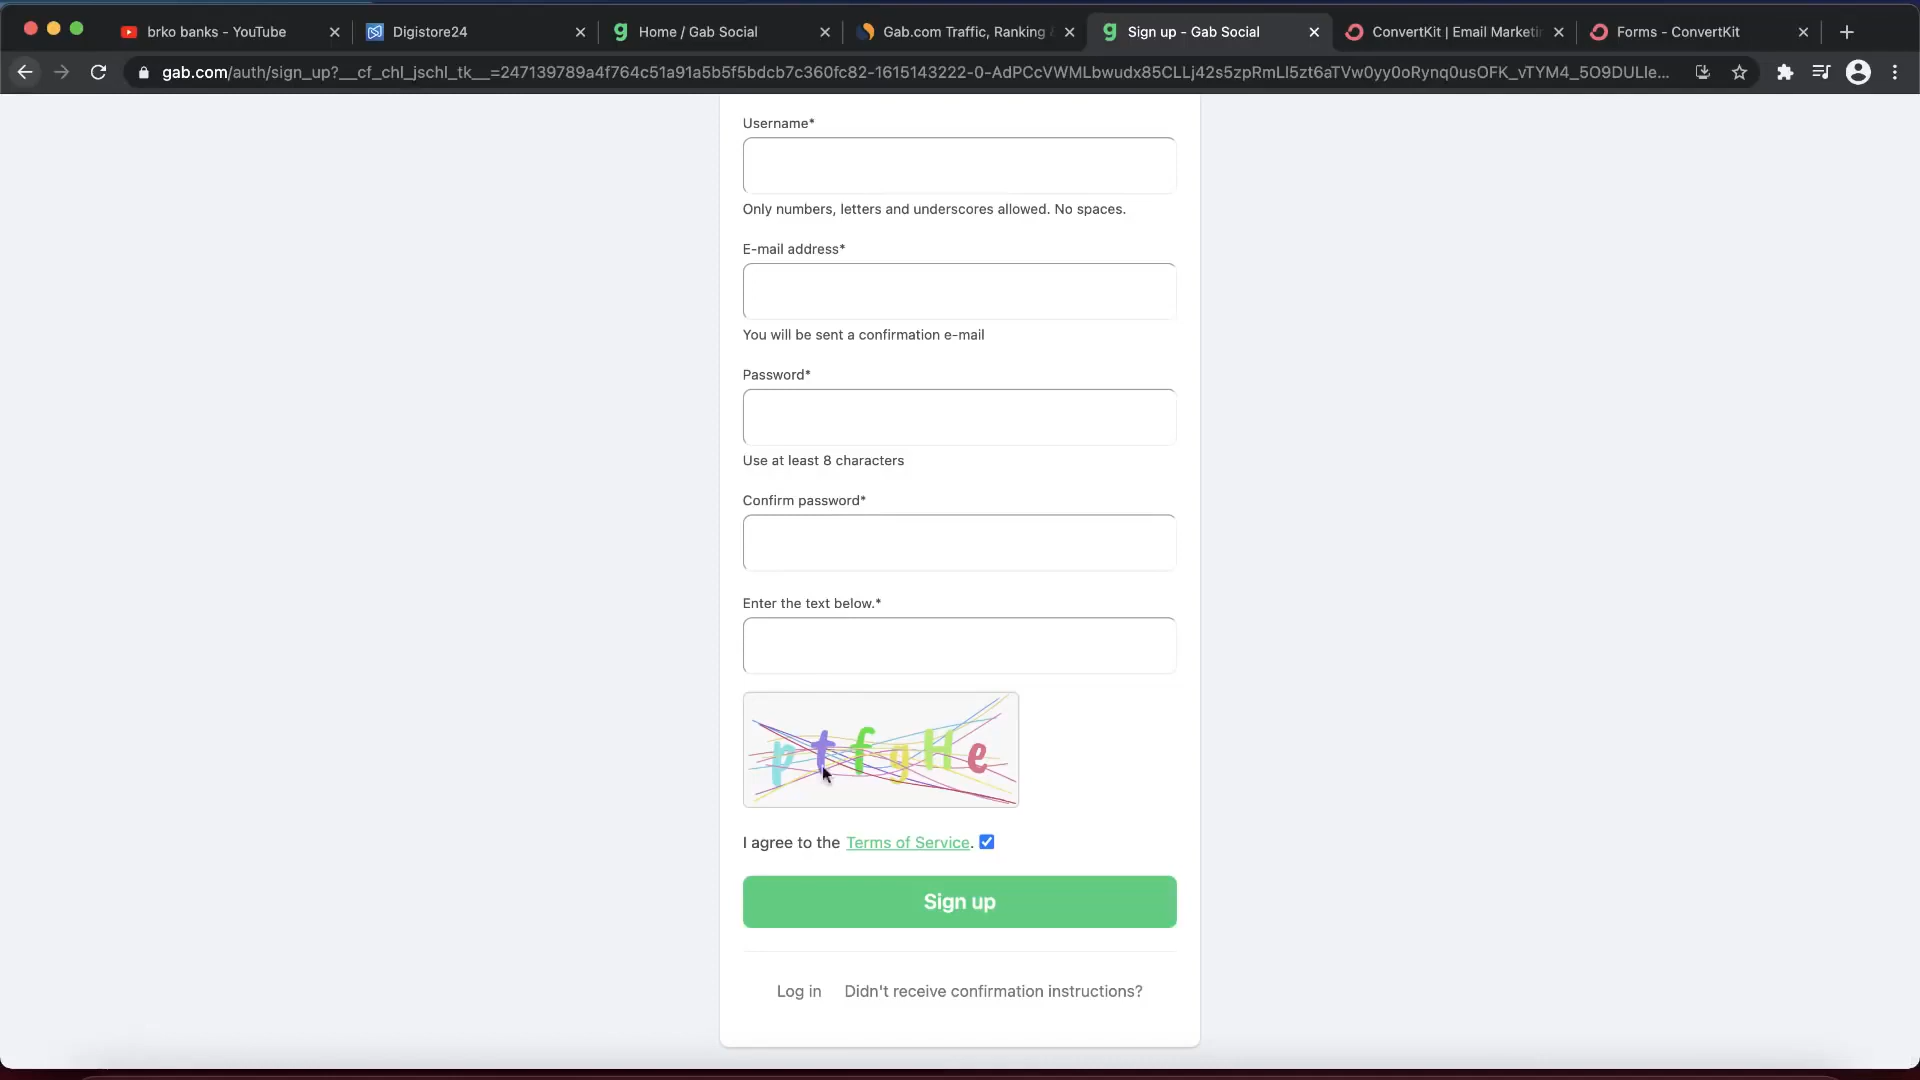 brko banks - YouTube
Digistore24
Home / Gab Social
Gab.com Traffic, Ranking
Sign up - Gab Social
ConvertKit | Email Marketi
Forms - ConvertKit
gab.com/auth/sign_up?__cf_chl_jschl_tk__=247139789a4f764c51a91a5b5f5bdcb7c360fc82-1615143222-0-AdPCcVWMLbwudx85CLLj42s5zpRmLI5zt6aTVw0yy0oRynq0usOFK_vTYM4_5O9DULIe...
Username*
Only numbers, letters and underscores allowed. No spaces.
E-mail address*
You will be sent a confirmation e-mail
Password*
Use at least 8 characters
Confirm password*
Enter the text below.*
ptfgHe
I agree to the Terms of Service.
Sign up
Log in Didn't receive confirmation instructions?